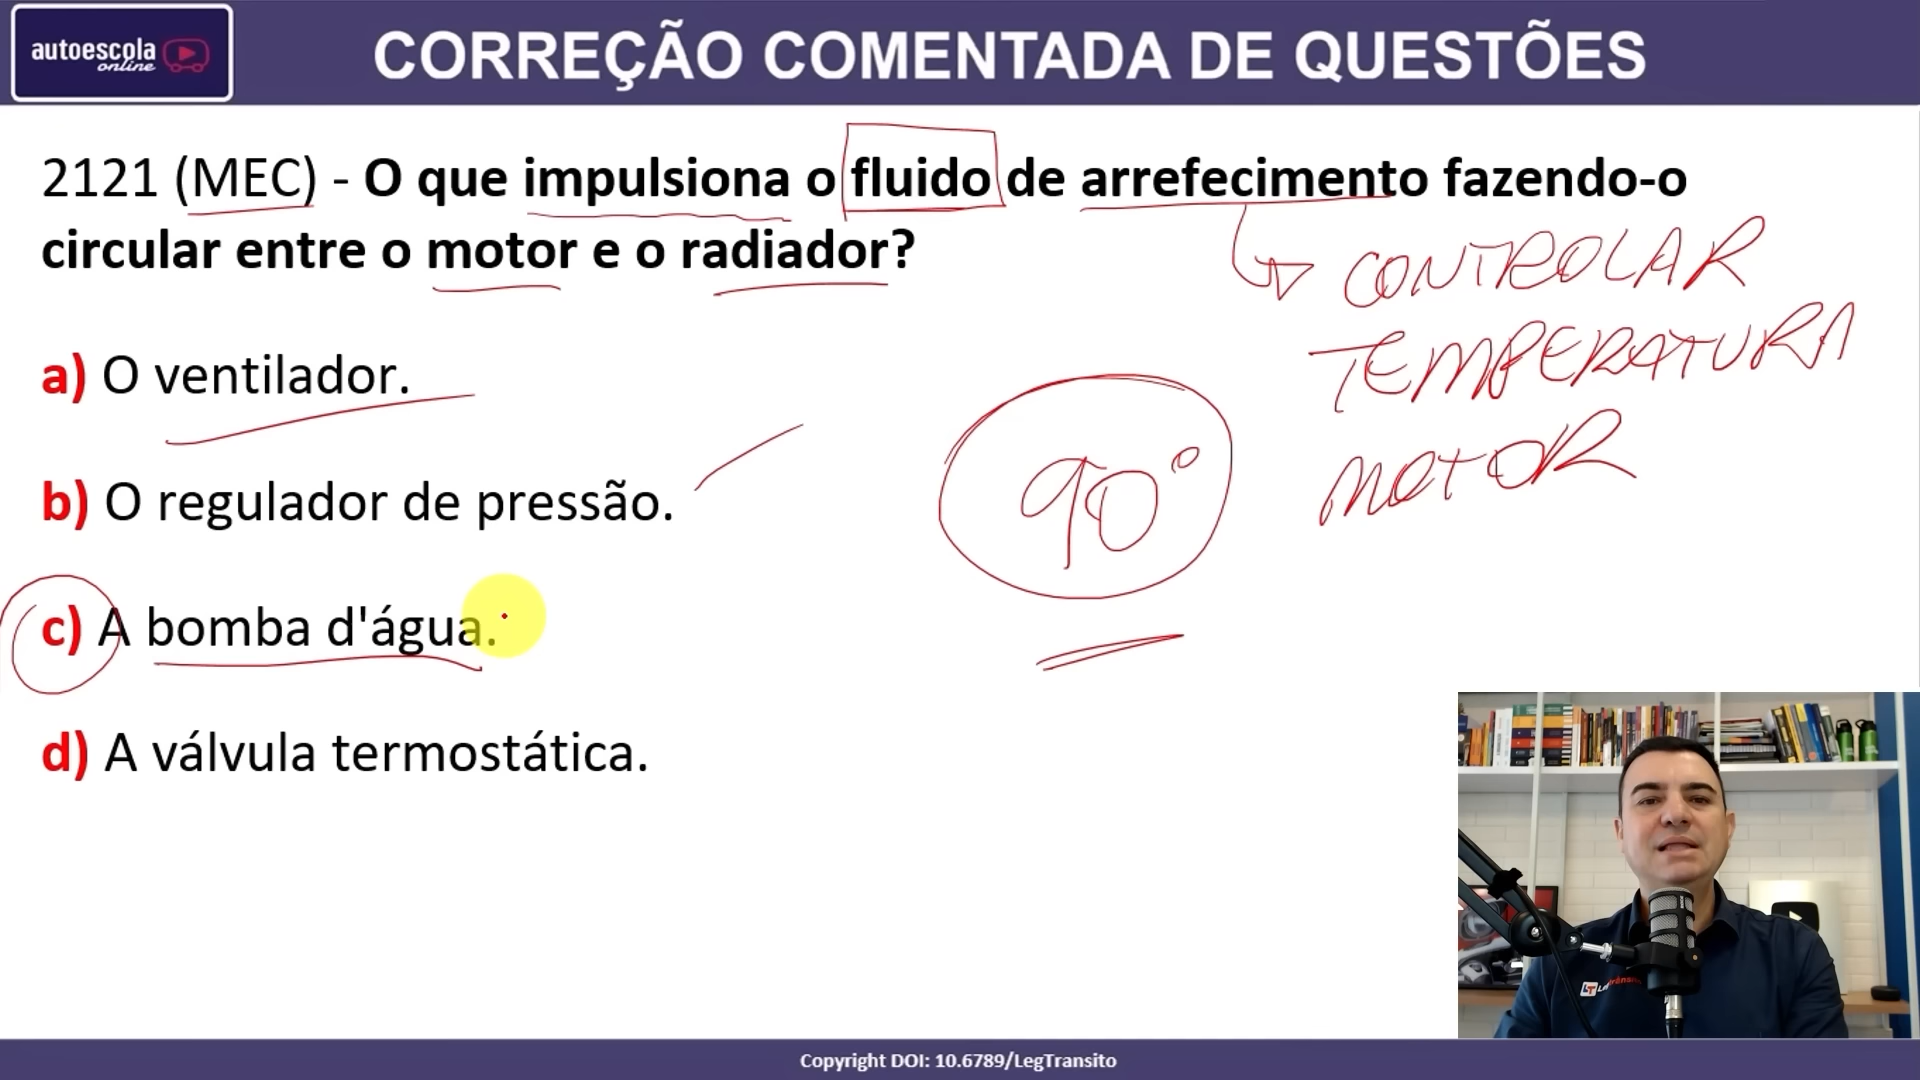 autoescola
online
CORREÇÃO COMENTADA DE QUESTÕES
2121 (MEC) - O que impulsiona o fluido de arrefecimento fazendo-o
circular entre o motor e o radiador?
CONTROLAR
TEMPERATURA
MOTOR
90°
a) O ventilador.
b) O regulador de pressão.
c) A bomba d'água.
d) A válvula termostática.
Copyright DOI: 10.6789/LegTransito